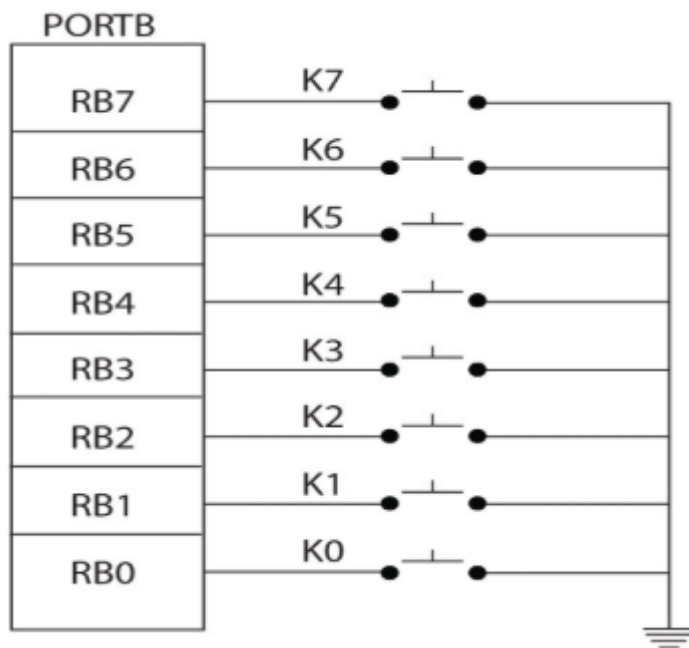 PORTB
RB7 K7
RB6 K6
RB5 K5
RB4 K4
RB3 K3
RB2 K2
RB1 K1
RB0 K0